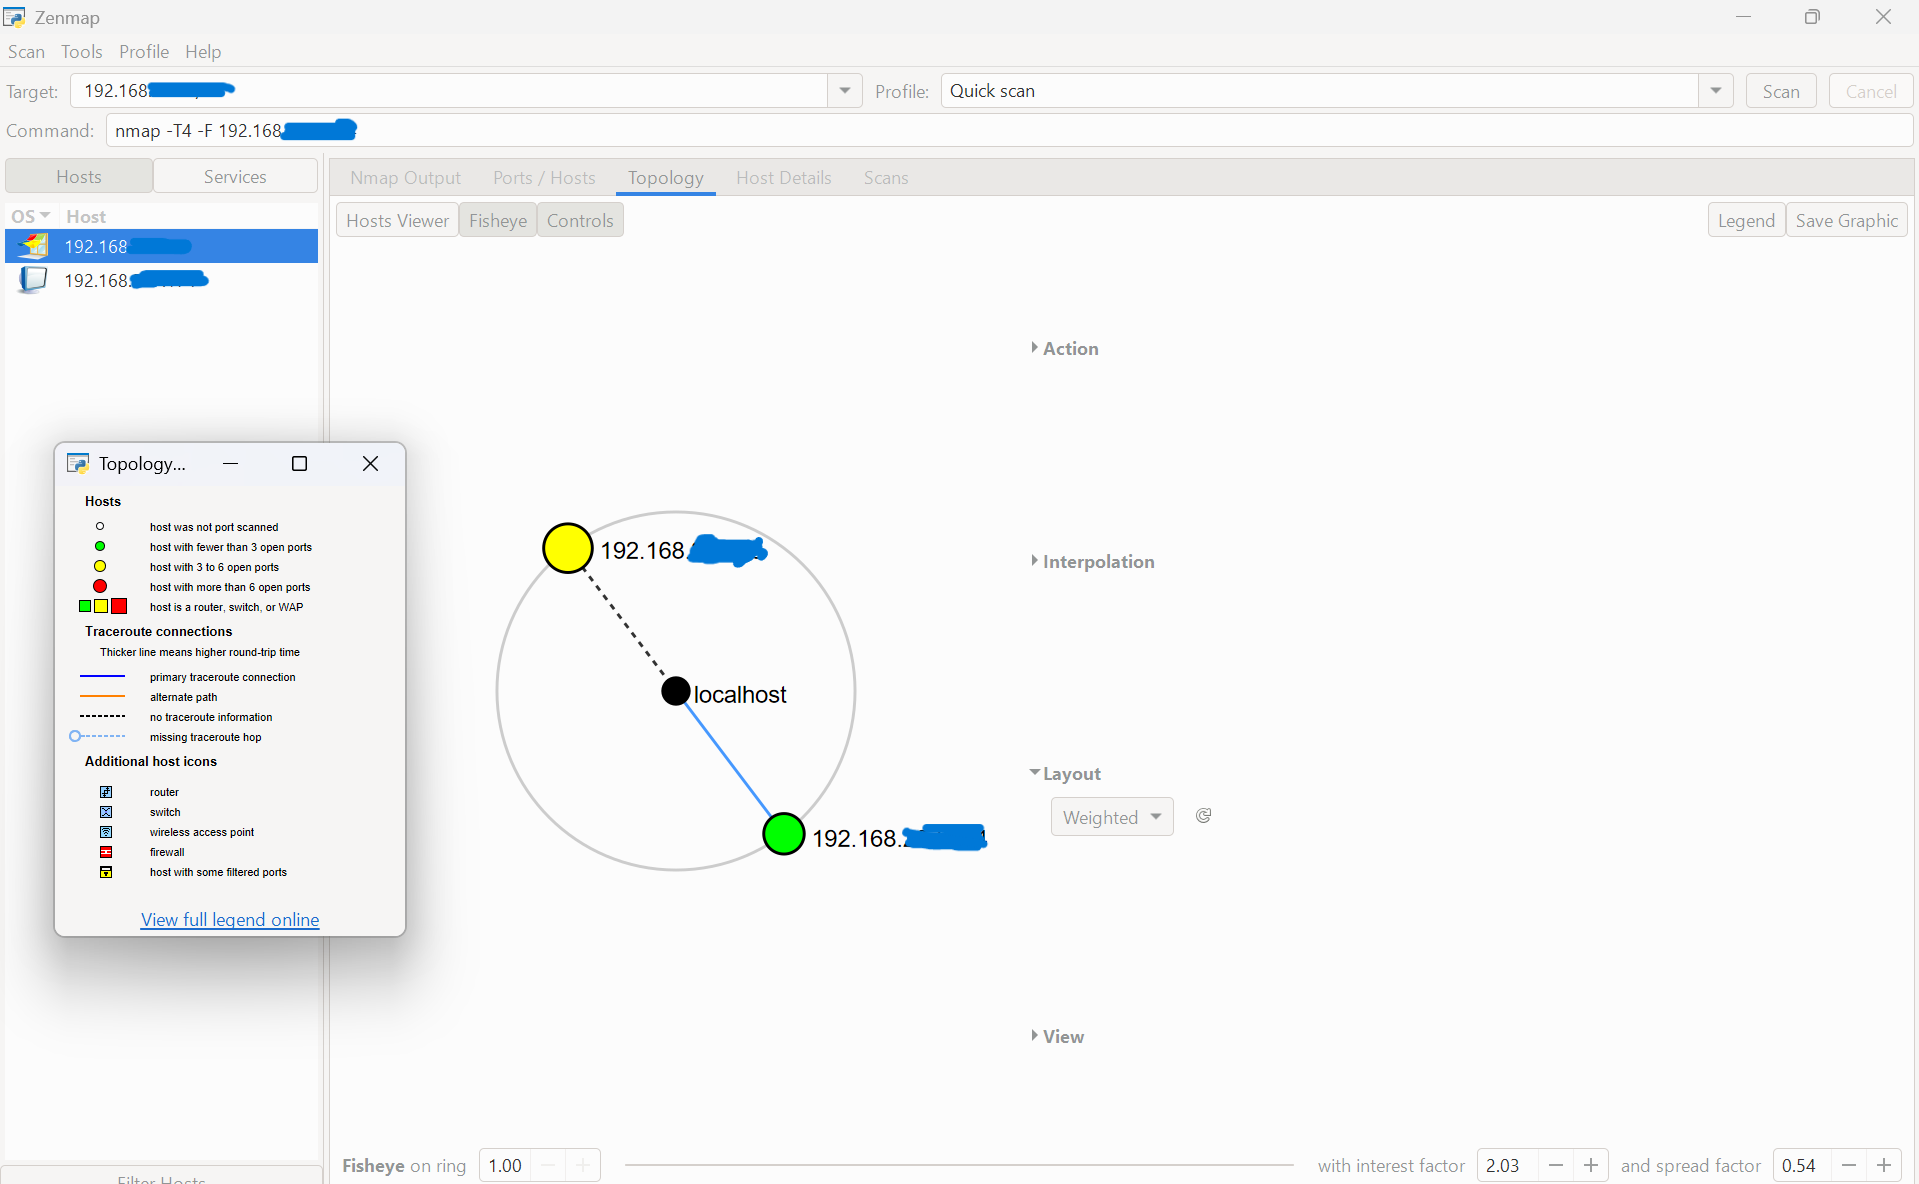 Zenmap
Scan Tools Profile Help
Target: 192.168 Profile: Quick scan Scan Cancel
Command: nmap -T4 -F 192.168
Hosts Services
Nmap Output Ports / Hosts Topology Host Details Scans
OS Host
Hosts Viewer Fisheye Controls Legend Save Graphic
192.168
192.168.
Action
Topology...
Hosts
host was not port scanned
host with fewer than 3 open ports
host with 3 to 6 open ports
host with more than 6 open ports
host is a router, switch, or WAP
Traceroute connections
Thicker line means higher round-trip time
primary traceroute connection
alternate path
no traceroute information
missing traceroute hop
Additional host icons
router
switch
wireless access point
firewall
host with some filtered ports
View full legend online
192.168.
localhost
192.168.
Interpolation
Layout
Weighted
View
Fisheye on ring 1.00 with interest factor 2.03 and spread factor 0.54
Filter Hosts